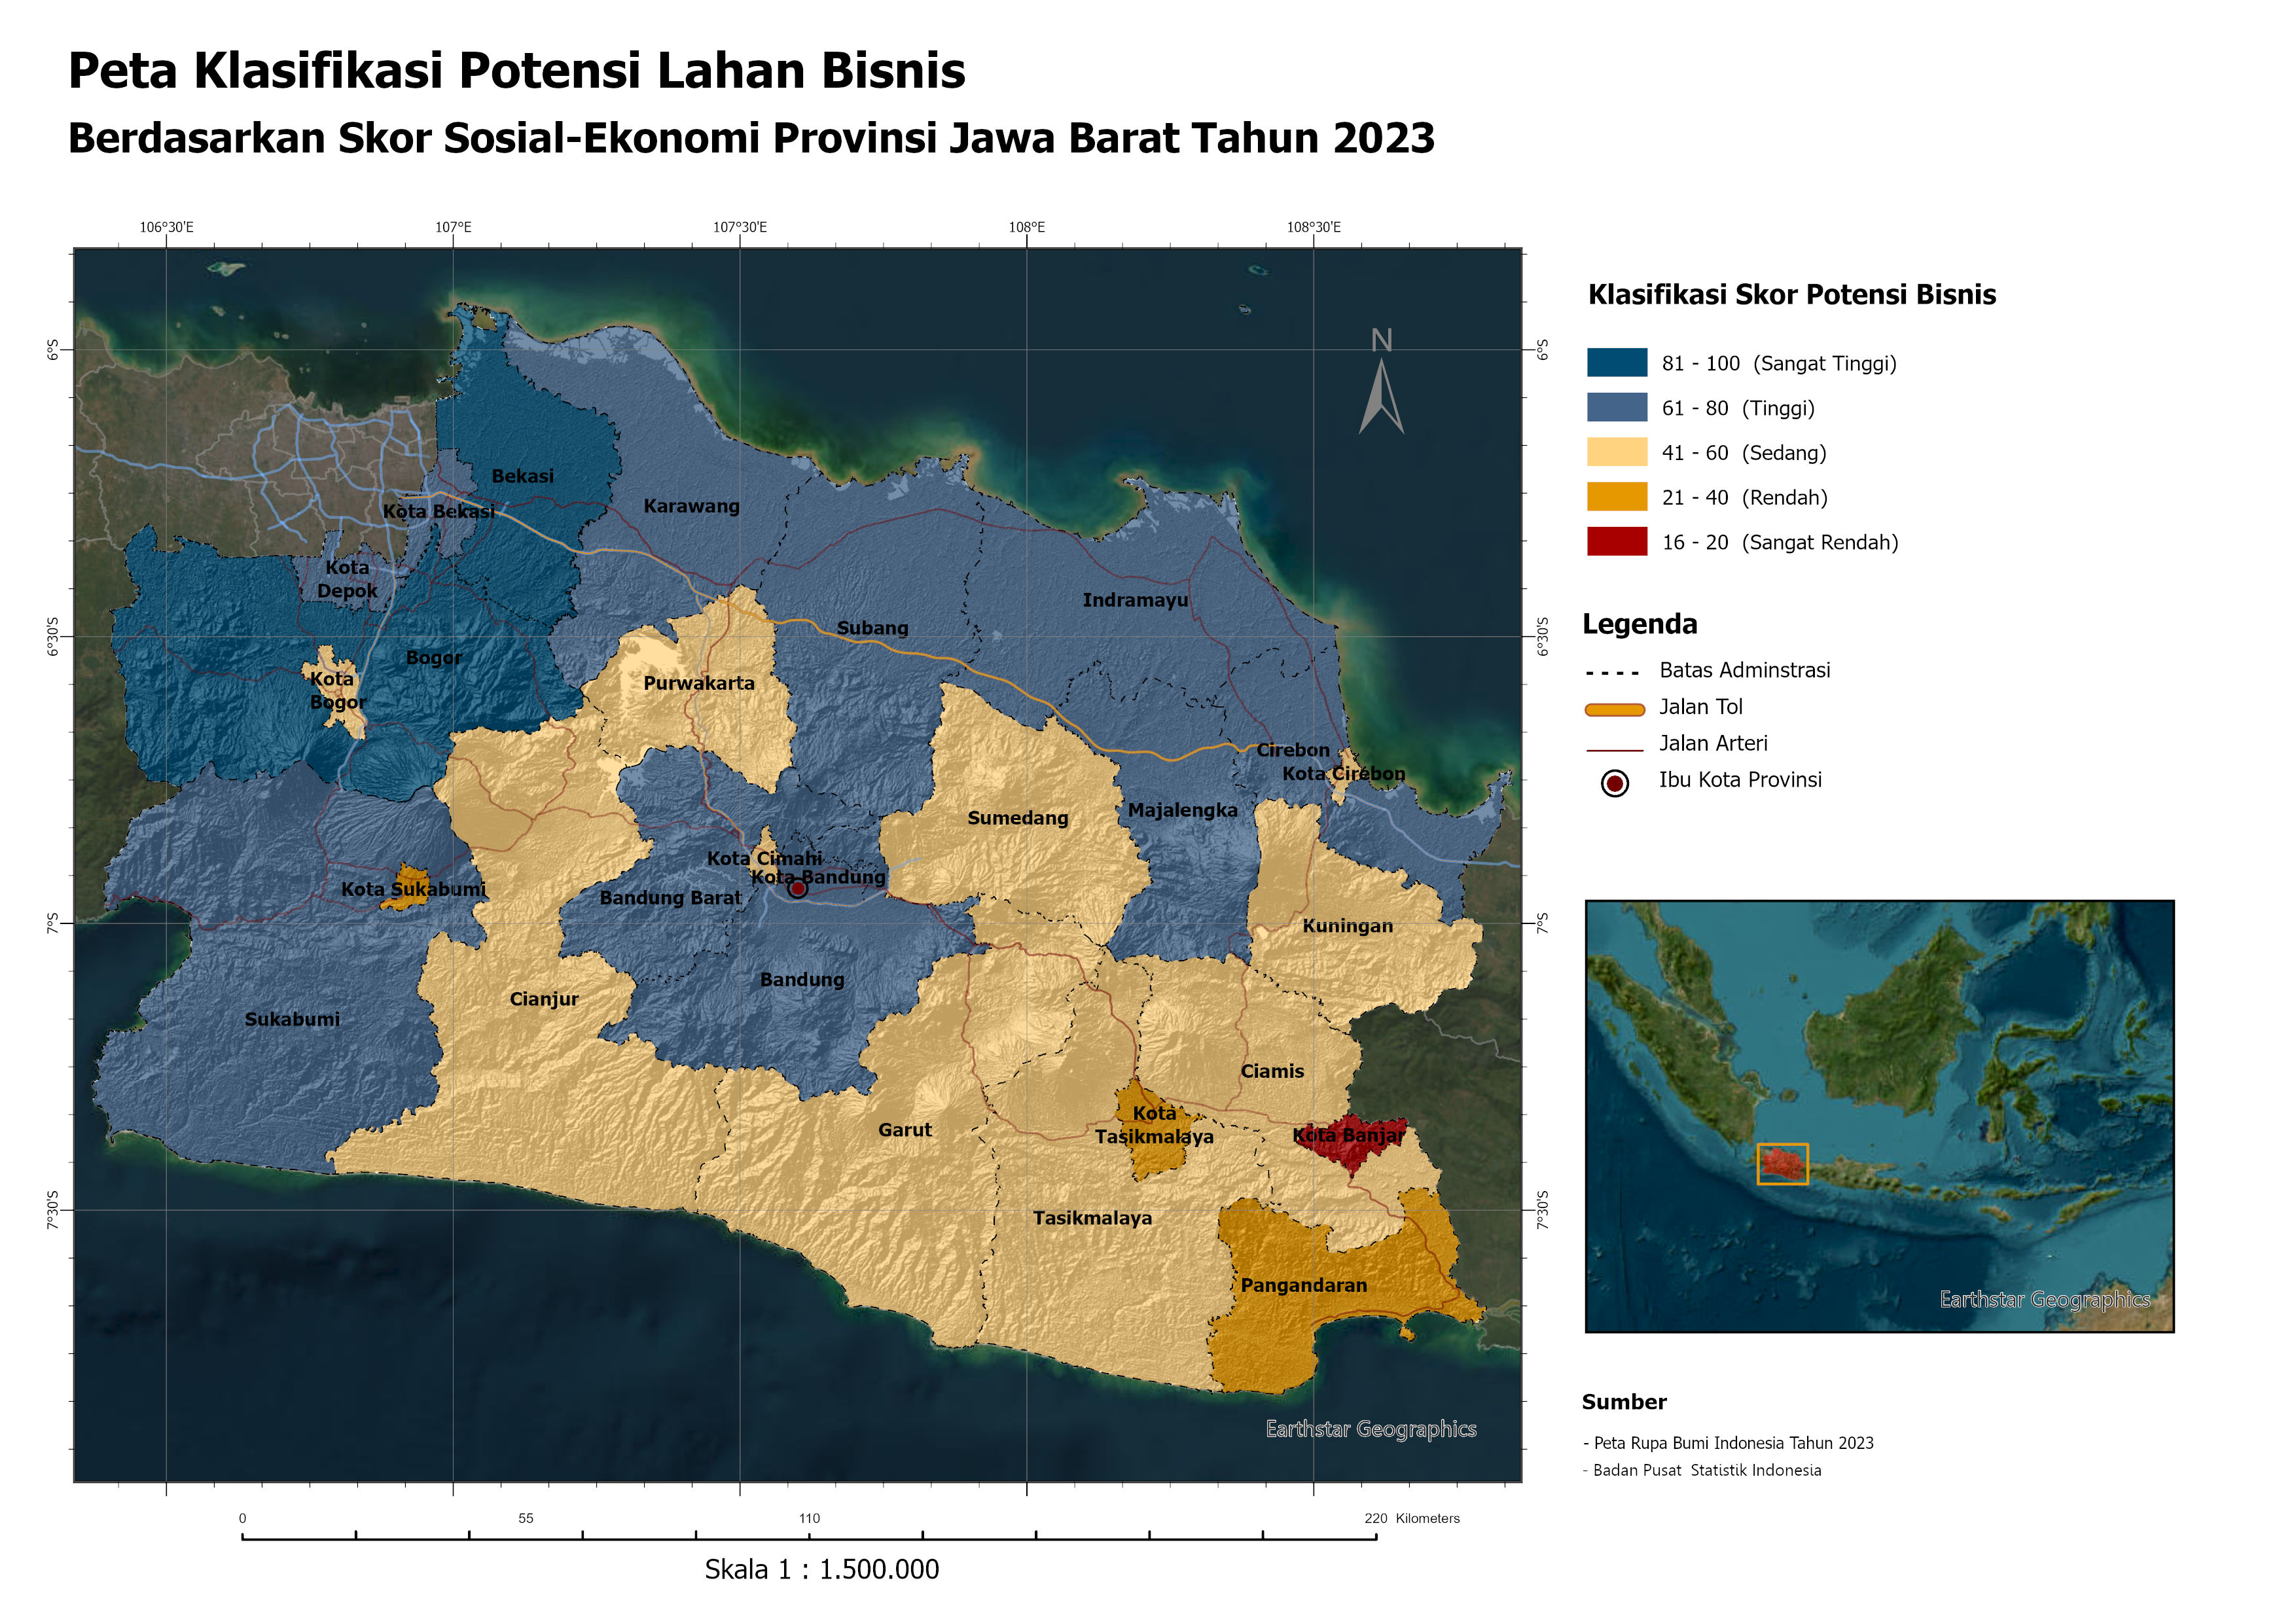 Peta Klasifikasi Potensi Lahan Bisnis
Berdasarkan Skor Sosial-Ekonomi Provinsi Jawa Barat Tahun 2023
106°30'E
107°E
107°30'E
108°E
108°30'E
6°S
6°S
6°30'S
6°30'S
7°S
7°S
7°30'S
7°30'S
N
Bekasi
Karawang
Kota Bekasi
Kota
Depok
Indramayu
Subang
Bogor
Kota
Bogor
Purwakarta
Cirebon
Kota Cirebon
Majalengka
Sumedang
Kota Cimahi
Kota Bandung
Kota Sukabumi
Bandung Barat
Kuningan
Bandung
Cianjur
Sukabumi
Ciamis
Kota
Tasikmalaya
Garut
Kota Banjar
Tasikmalaya
Pangandaran
Earthstar Geographics
0
55
110
220 Kilometers
Skala 1 : 1.500.000
Klasifikasi Skor Potensi Bisnis
81 - 100 (Sangat Tinggi)
61 - 80 (Tinggi)
41 - 60 (Sedang)
21 - 40 (Rendah)
16 - 20 (Sangat Rendah)
Legenda
Batas Adminstrasi
Jalan Tol
Jalan Arteri
Ibu Kota Provinsi
Earthstar Geographics
Sumber
- Peta Rupa Bumi Indonesia Tahun 2023
- Badan Pusat Statistik Indonesia